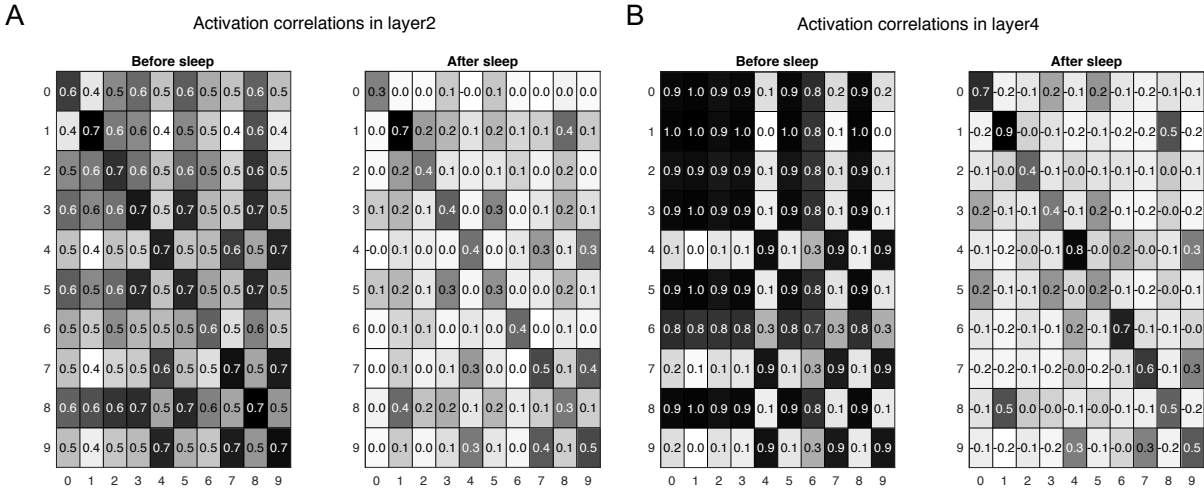 A
Activation correlations in layer2
Before sleep
0 0.6 0.4 0.5 0.6 0.5 0.6 0.5 0.5 0.6 0.5
1 0.4 0.7 0.6 0.6 0.4 0.5 0.5 0.4 0.6 0.4
2 0.5 0.6 0.7 0.6 0.5 0.6 0.5 0.5 0.6 0.5
3 0.6 0.6 0.6 0.7 0.5 0.7 0.5 0.5 0.7 0.5
4 0.5 0.4 0.5 0.5 0.7 0.5 0.5 0.6 0.5 0.7
5 0.6 0.5 0.6 0.7 0.5 0.7 0.5 0.5 0.7 0.5
6 0.5 0.5 0.5 0.5 0.5 0.5 0.6 0.5 0.6 0.5
7 0.5 0.4 0.5 0.5 0.6 0.5 0.5 0.7 0.5 0.7
8 0.6 0.6 0.6 0.7 0.5 0.7 0.6 0.5 0.7 0.5
9 0.5 0.4 0.5 0.5 0.7 0.5 0.5 0.7 0.5 0.7
0 1 2 3 4 5 6 7 8 9
After sleep
0.3 0.0 0.0 0.1 -0.0 0.1 0.0 0.0 0.0 0.0
0.0 0.7 0.2 0.2 0.1 0.2 0.1 0.1 0.4 0.1
0.0 0.2 0.4 0.1 0.0 0.1 0.1 0.0 0.2 0.0
0.1 0.2 0.1 0.4 0.0 0.3 0.0 0.1 0.2 0.1
-0.0 0.1 0.0 0.0 0.4 0.0 0.1 0.3 0.1 0.3
0.1 0.2 0.1 0.3 0.0 0.3 0.0 0.0 0.2 0.1
0.0 0.1 0.1 0.0 0.1 0.0 0.4 0.0 0.1 0.0
0.0 0.1 0.0 0.1 0.3 0.0 0.0 0.5 0.1 0.4
0.0 0.4 0.2 0.2 0.1 0.2 0.1 0.1 0.3 0.1
0.0 0.1 0.0 0.1 0.3 0.1 0.0 0.4 0.1 0.5
0 1 2 3 4 5 6 7 8 9
B
Activation correlations in layer4
Before sleep
0 0.9 1.0 0.9 0.9 0.1 0.9 0.8 0.2 0.9 0.2
1 1.0 1.0 0.9 1.0 0.0 1.0 0.8 0.1 1.0 0.0
2 0.9 0.9 0.9 0.9 0.1 0.9 0.8 0.1 0.9 0.1
3 0.9 1.0 0.9 0.9 0.1 0.9 0.8 0.1 0.9 0.1
4 0.1 0.0 0.1 0.1 0.9 0.1 0.3 0.9 0.1 0.9
5 0.9 1.0 0.9 0.9 0.1 0.9 0.8 0.1 0.9 0.1
6 0.8 0.8 0.8 0.8 0.3 0.8 0.7 0.3 0.8 0.3
7 0.2 0.1 0.1 0.1 0.9 0.1 0.3 0.9 0.1 0.9
8 0.9 1.0 0.9 0.9 0.1 0.9 0.8 0.1 0.9 0.1
9 0.2 0.0 0.1 0.1 0.9 0.1 0.3 0.9 0.1 0.9
0 1 2 3 4 5 6 7 8 9
After sleep
0.7 -0.2 -0.1 0.2 -0.1 0.2 -0.1 -0.2 -0.1 -0.1
-0.2 0.9 -0.0 -0.1 -0.2 -0.1 -0.2 -0.2 0.5 -0.2
-0.1 -0.0 0.4 -0.1 -0.1 -0.0 -0.1 -0.1 0.0 -0.1
0.2 -0.1 -0.1 0.4 -0.1 0.2 -0.1 -0.1 -0.0 -0.2
-0.1 -0.2 -0.1 -0.1 0.8 -0.0 0.2 -0.0 -0.1 0.3
0.2 -0.1 -0.0 0.2 -0.0 0.2 -0.1 -0.2 -0.0 -0.1
-0.1 -0.2 -0.1 -0.1 0.2 -0.1 0.7 -0.1 -0.1 -0.0
-0.2 -0.2 -0.1 -0.1 -0.0 -0.2 -0.1 0.6 -0.1 0.3
-0.1 0.5 0.0 -0.0 -0.1 -0.0 -0.1 -0.1 0.5 -0.2
-0.1 -0.2 -0.1 -0.2 0.3 -0.1 -0.0 0.3 -0.2 0.5
0 1 2 3 4 5 6 7 8 9